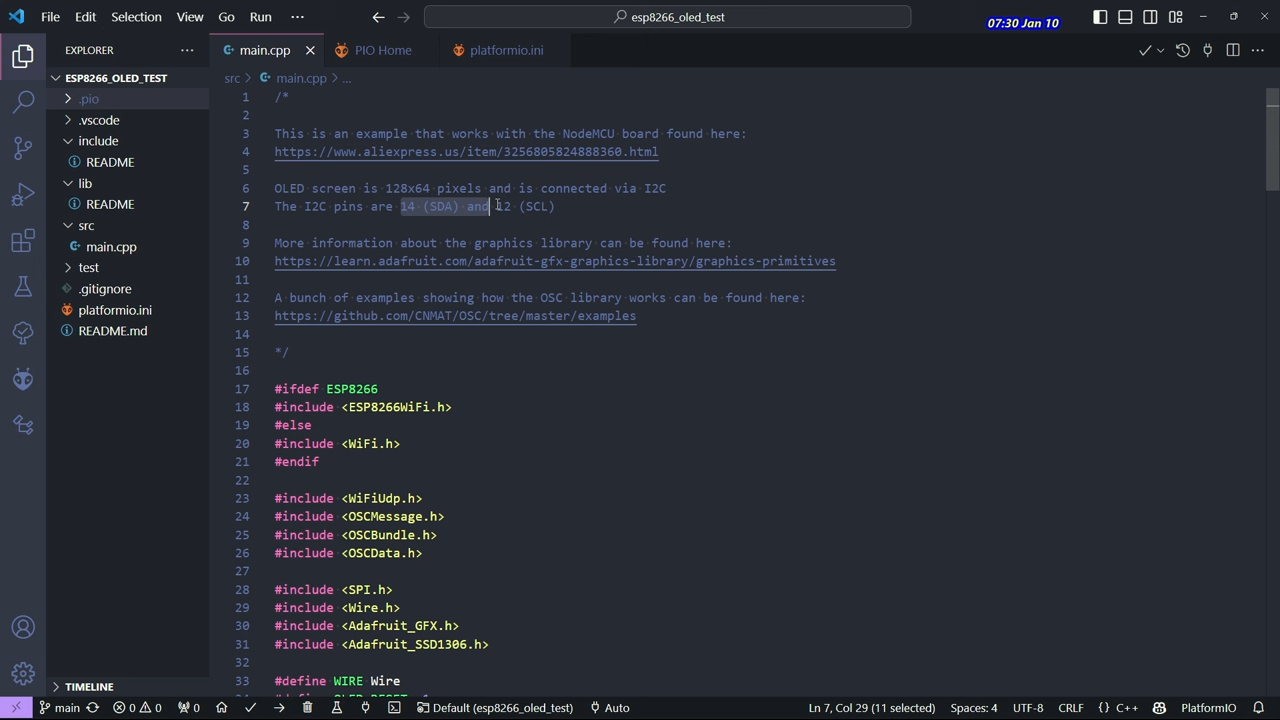 File Edit Selection View Go Run ··· esp8266_oled_test 07:30 Jan 10
EXPLORER ··· main.cpp PIO Home platformio.ini
ESP8266_OLED_TEST
.pio
.vscode
include
README
lib
README
src
main.cpp
test
.gitignore
platformio.ini
README.md
TIMELINE
src > main.cpp > ...
1 /*
2
3 This is an example that works with the NodeMCU board found here:
4 https://www.aliexpress.us/item/3256805824888360.html
5
6 OLED screen is 128x64 pixels and is connected via I2C
7 The I2C pins are 14 (SDA) and 12 (SCL)
8
9 More information about the graphics library can be found here:
10 https://learn.adafruit.com/adafruit-gfx-graphics-library/graphics-primitives
11
12 A bunch of examples showing how the OSC library works can be found here:
13 https://github.com/CNMAT/OSC/tree/master/examples
14
15 */
16
17 #ifdef ESP8266
18 #include <ESP8266WiFi.h>
19 #else
20 #include <WiFi.h>
21 #endif
22
23 #include <WiFiUdp.h>
24 #include <OSCMessage.h>
25 #include <OSCBundle.h>
26 #include <OSCData.h>
27
28 #include <SPI.h>
29 #include <Wire.h>
30 #include <Adafruit_GFX.h>
31 #include <Adafruit_SSD1306.h>
32
33 #define WIRE Wire
main 0 0 0 Default (esp8266_oled_test) Auto Ln 7, Col 29 (11 selected) Spaces: 4 UTF-8 CRLF {} C++ PlatformIO